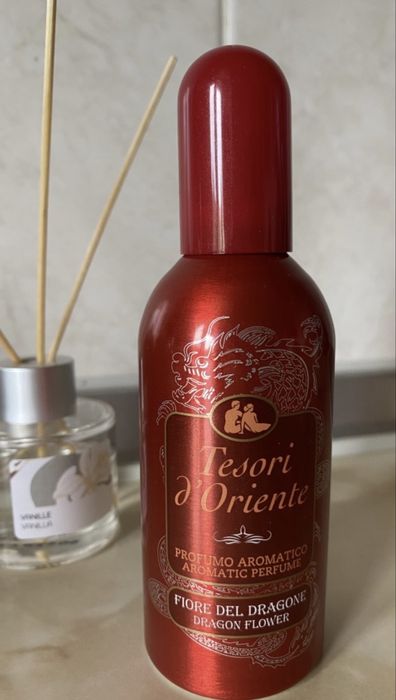 Tesori
d'Oriente
PROFUMO AROMATICO
AROMATIC PERFUME
FIORE DEL DRAGONE
DRAGON FLOWER
VANILLE
VANILLA